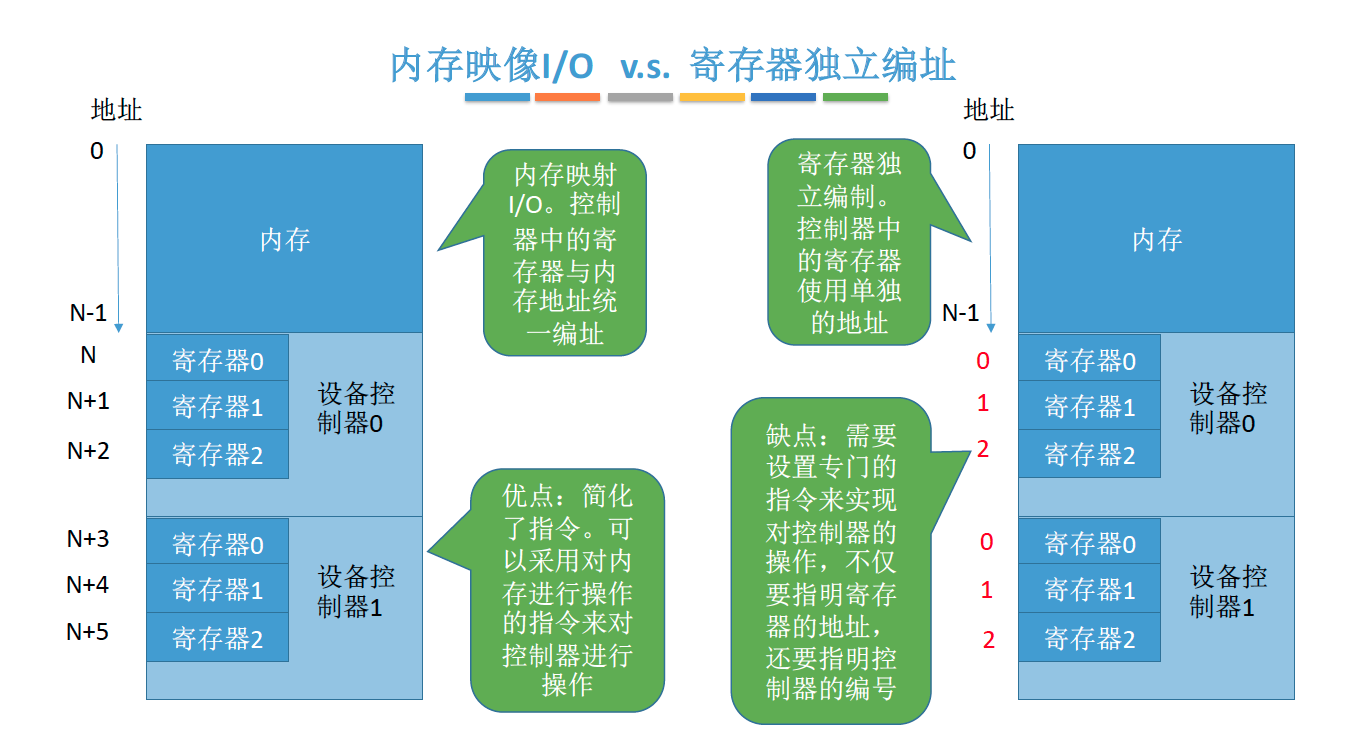 内存映像I/O v.s. 寄存器独立编址
地址
0
内存
N-1
N
寄存器0
N+1
寄存器1
N+2
寄存器2
设备控
制器0
N+3
寄存器0
N+4
寄存器1
N+5
寄存器2
设备控
制器1
内存映射
I/O。控制
器中的寄
存器与内
存地址统
一编址
优点：简化
了指令。可
以采用对内
存进行操作
的指令来对
控制器进行
操作
寄存器独
立编制。
控制器中
的寄存器
使用单独
的地址
缺点：需要
设置专门的
指令来实现
对控制器的
操作，不仅
要指明寄存
器的地址，
还要指明控
制器的编号
地址
0
内存
N-1
0
寄存器0
1
寄存器1
2
寄存器2
设备控
制器0
0
寄存器0
1
寄存器1
2
寄存器2
设备控
制器1